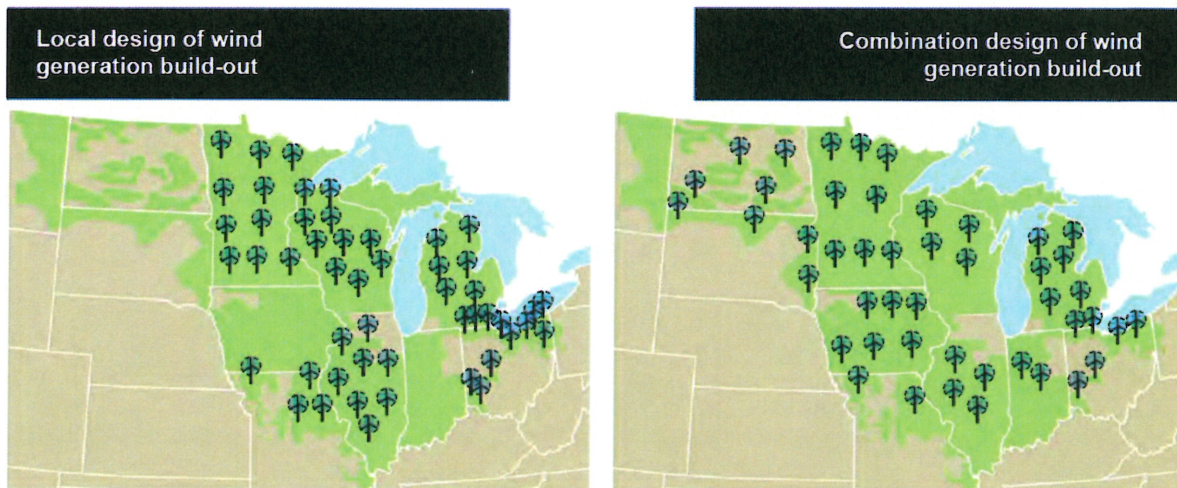 Local design of wind
generation build-out
Combination design of wind
generation build-out